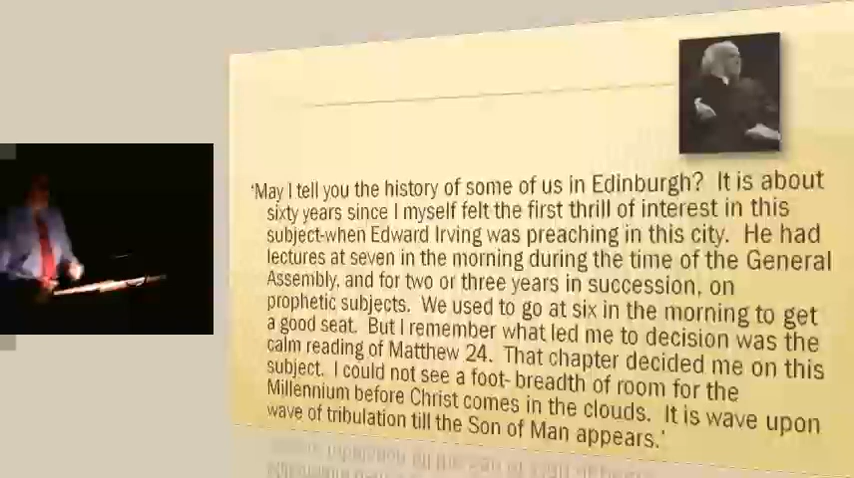 'May I tell you the history of some of us in Edinburgh? It is about
sixty years since I myself felt the first thrill of interest in this
subject-when Edward Irving was preaching in this city. He had
lectures at seven in the morning during the time of the General
Assembly, and for two or three years in succession, on
prophetic subjects. We used to go at six in the morning to get
a good seat. But I remember what led me to decision was the
calm reading of Matthew 24. That chapter decided me on this
subject. I could not see a foot- breadth of room for the
Millennium before Christ comes in the clouds. It is wave upon
wave of tribulation till the Son of Man appears.'